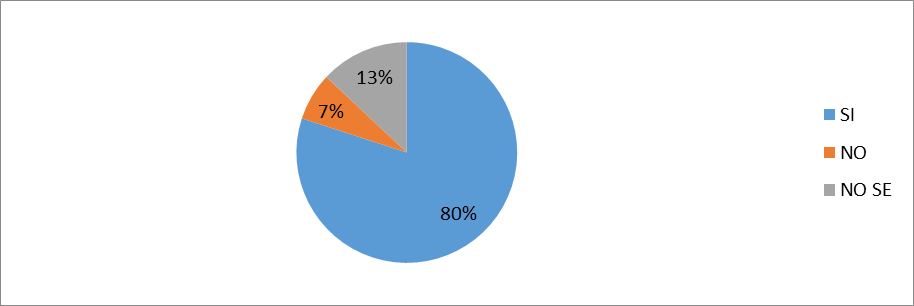 13%
7%
80%
SI
NO
NO SE